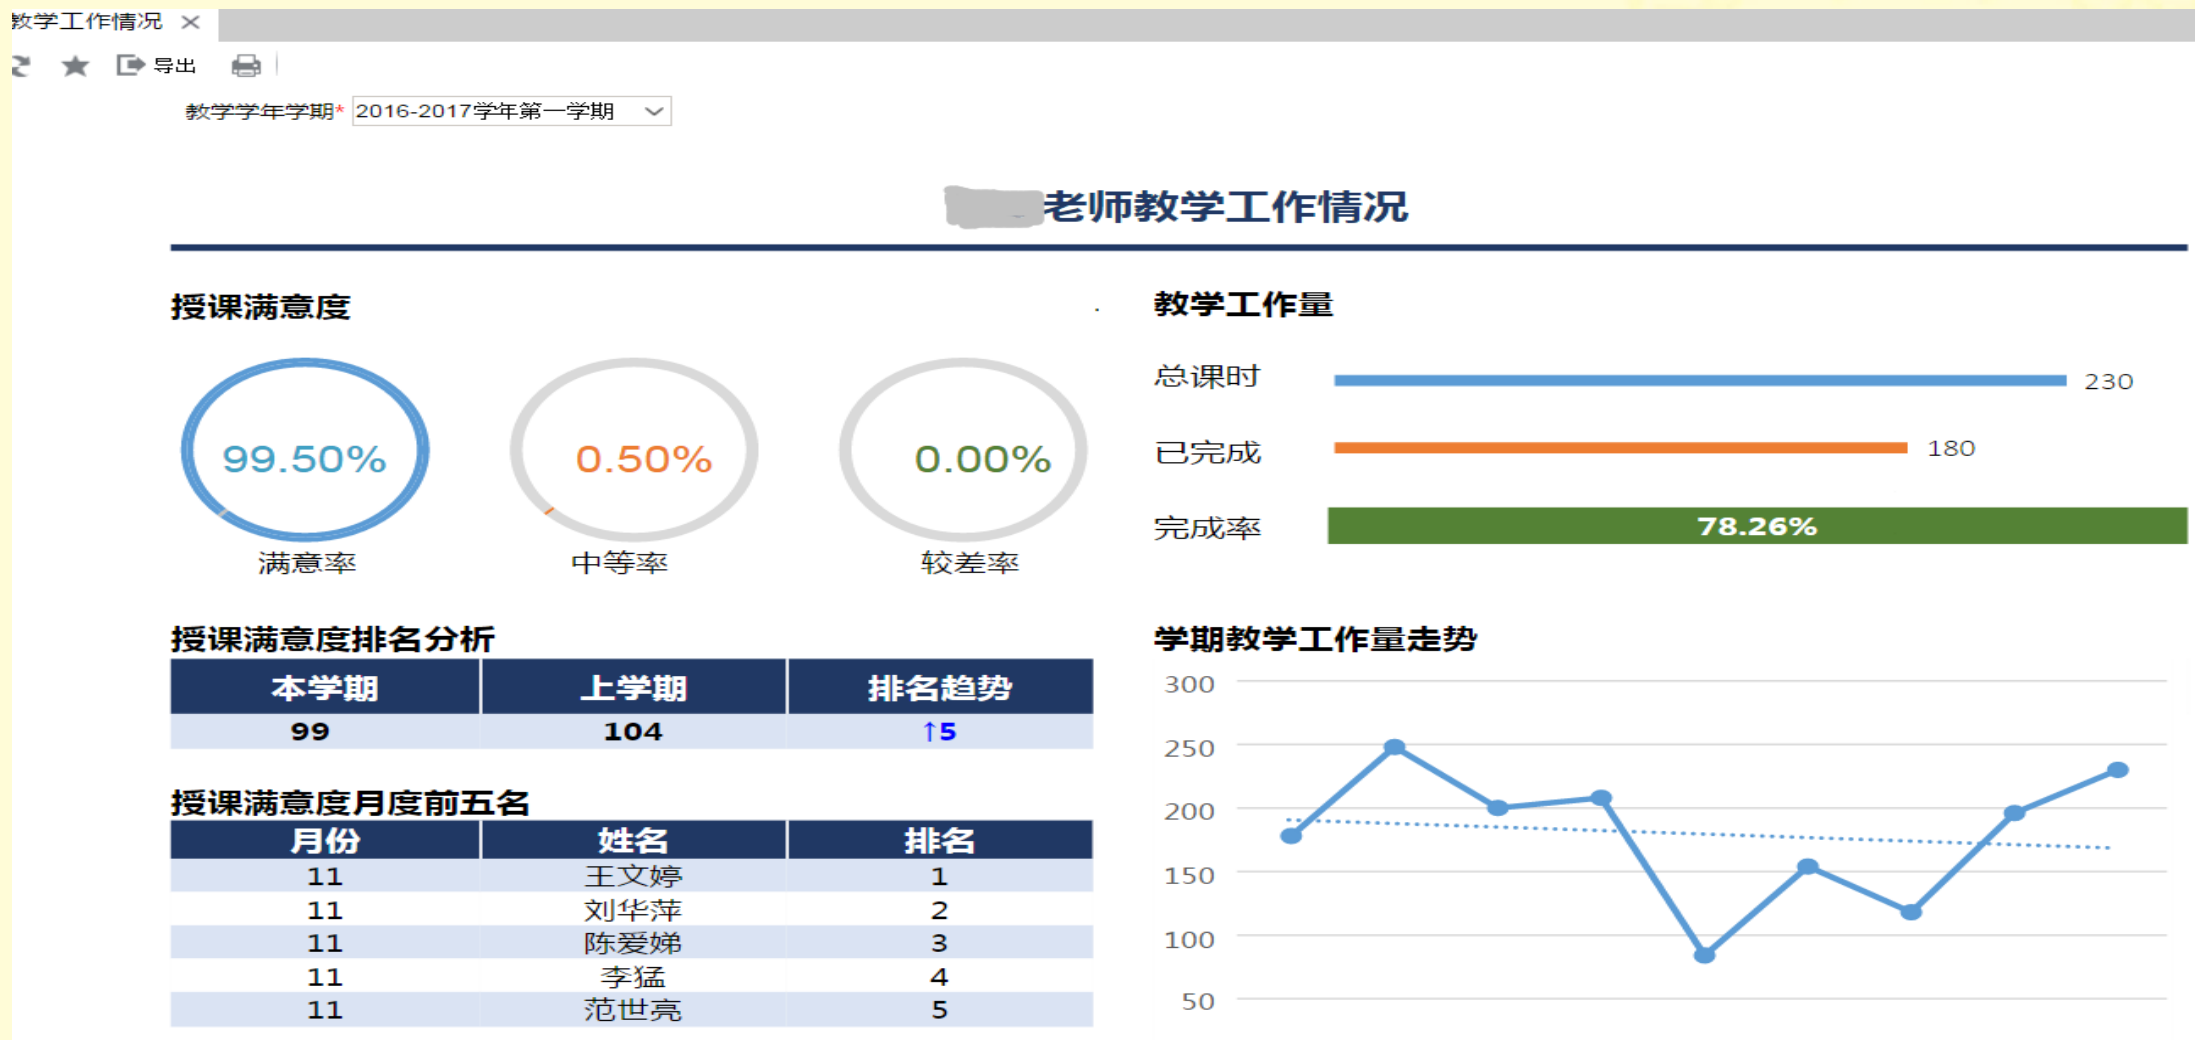 教学工作情况
导出
教学学年学期* 2016-2017学年第一学期
老师教学工作情况
授课满意度
99.50% 0.50% 0.00%
满意率 中等率 较差率
教学工作量
总课时 230
已完成 180
完成率 78.26%
授课满意度排名分析
本学期 上学期 排名趋势
99 104 ↑5
授课满意度月度前五名
月份 姓名 排名
11 王文婷 1
11 刘华萍 2
11 陈爱娣 3
11 李猛 4
11 范世亮 5
学期教学工作量走势
300
250
200
150
100
50